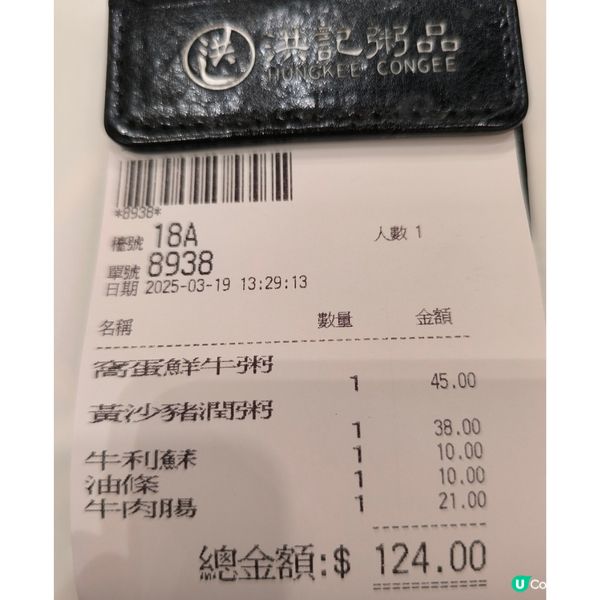 洪 洪記粥品
HUNGKEE CONGEE
*8938*
檯號 18A 人數 1
單號 8938
日期 2025-03-19 13:29:13
名稱 數量 金額
窩蛋鮮牛粥
1 45.00
黃沙豬潤粥
1 38.00
牛利酥 1 10.00
油條 1 10.00
牛肉腸 1 21.00
總金額:$ 124.00
U Co